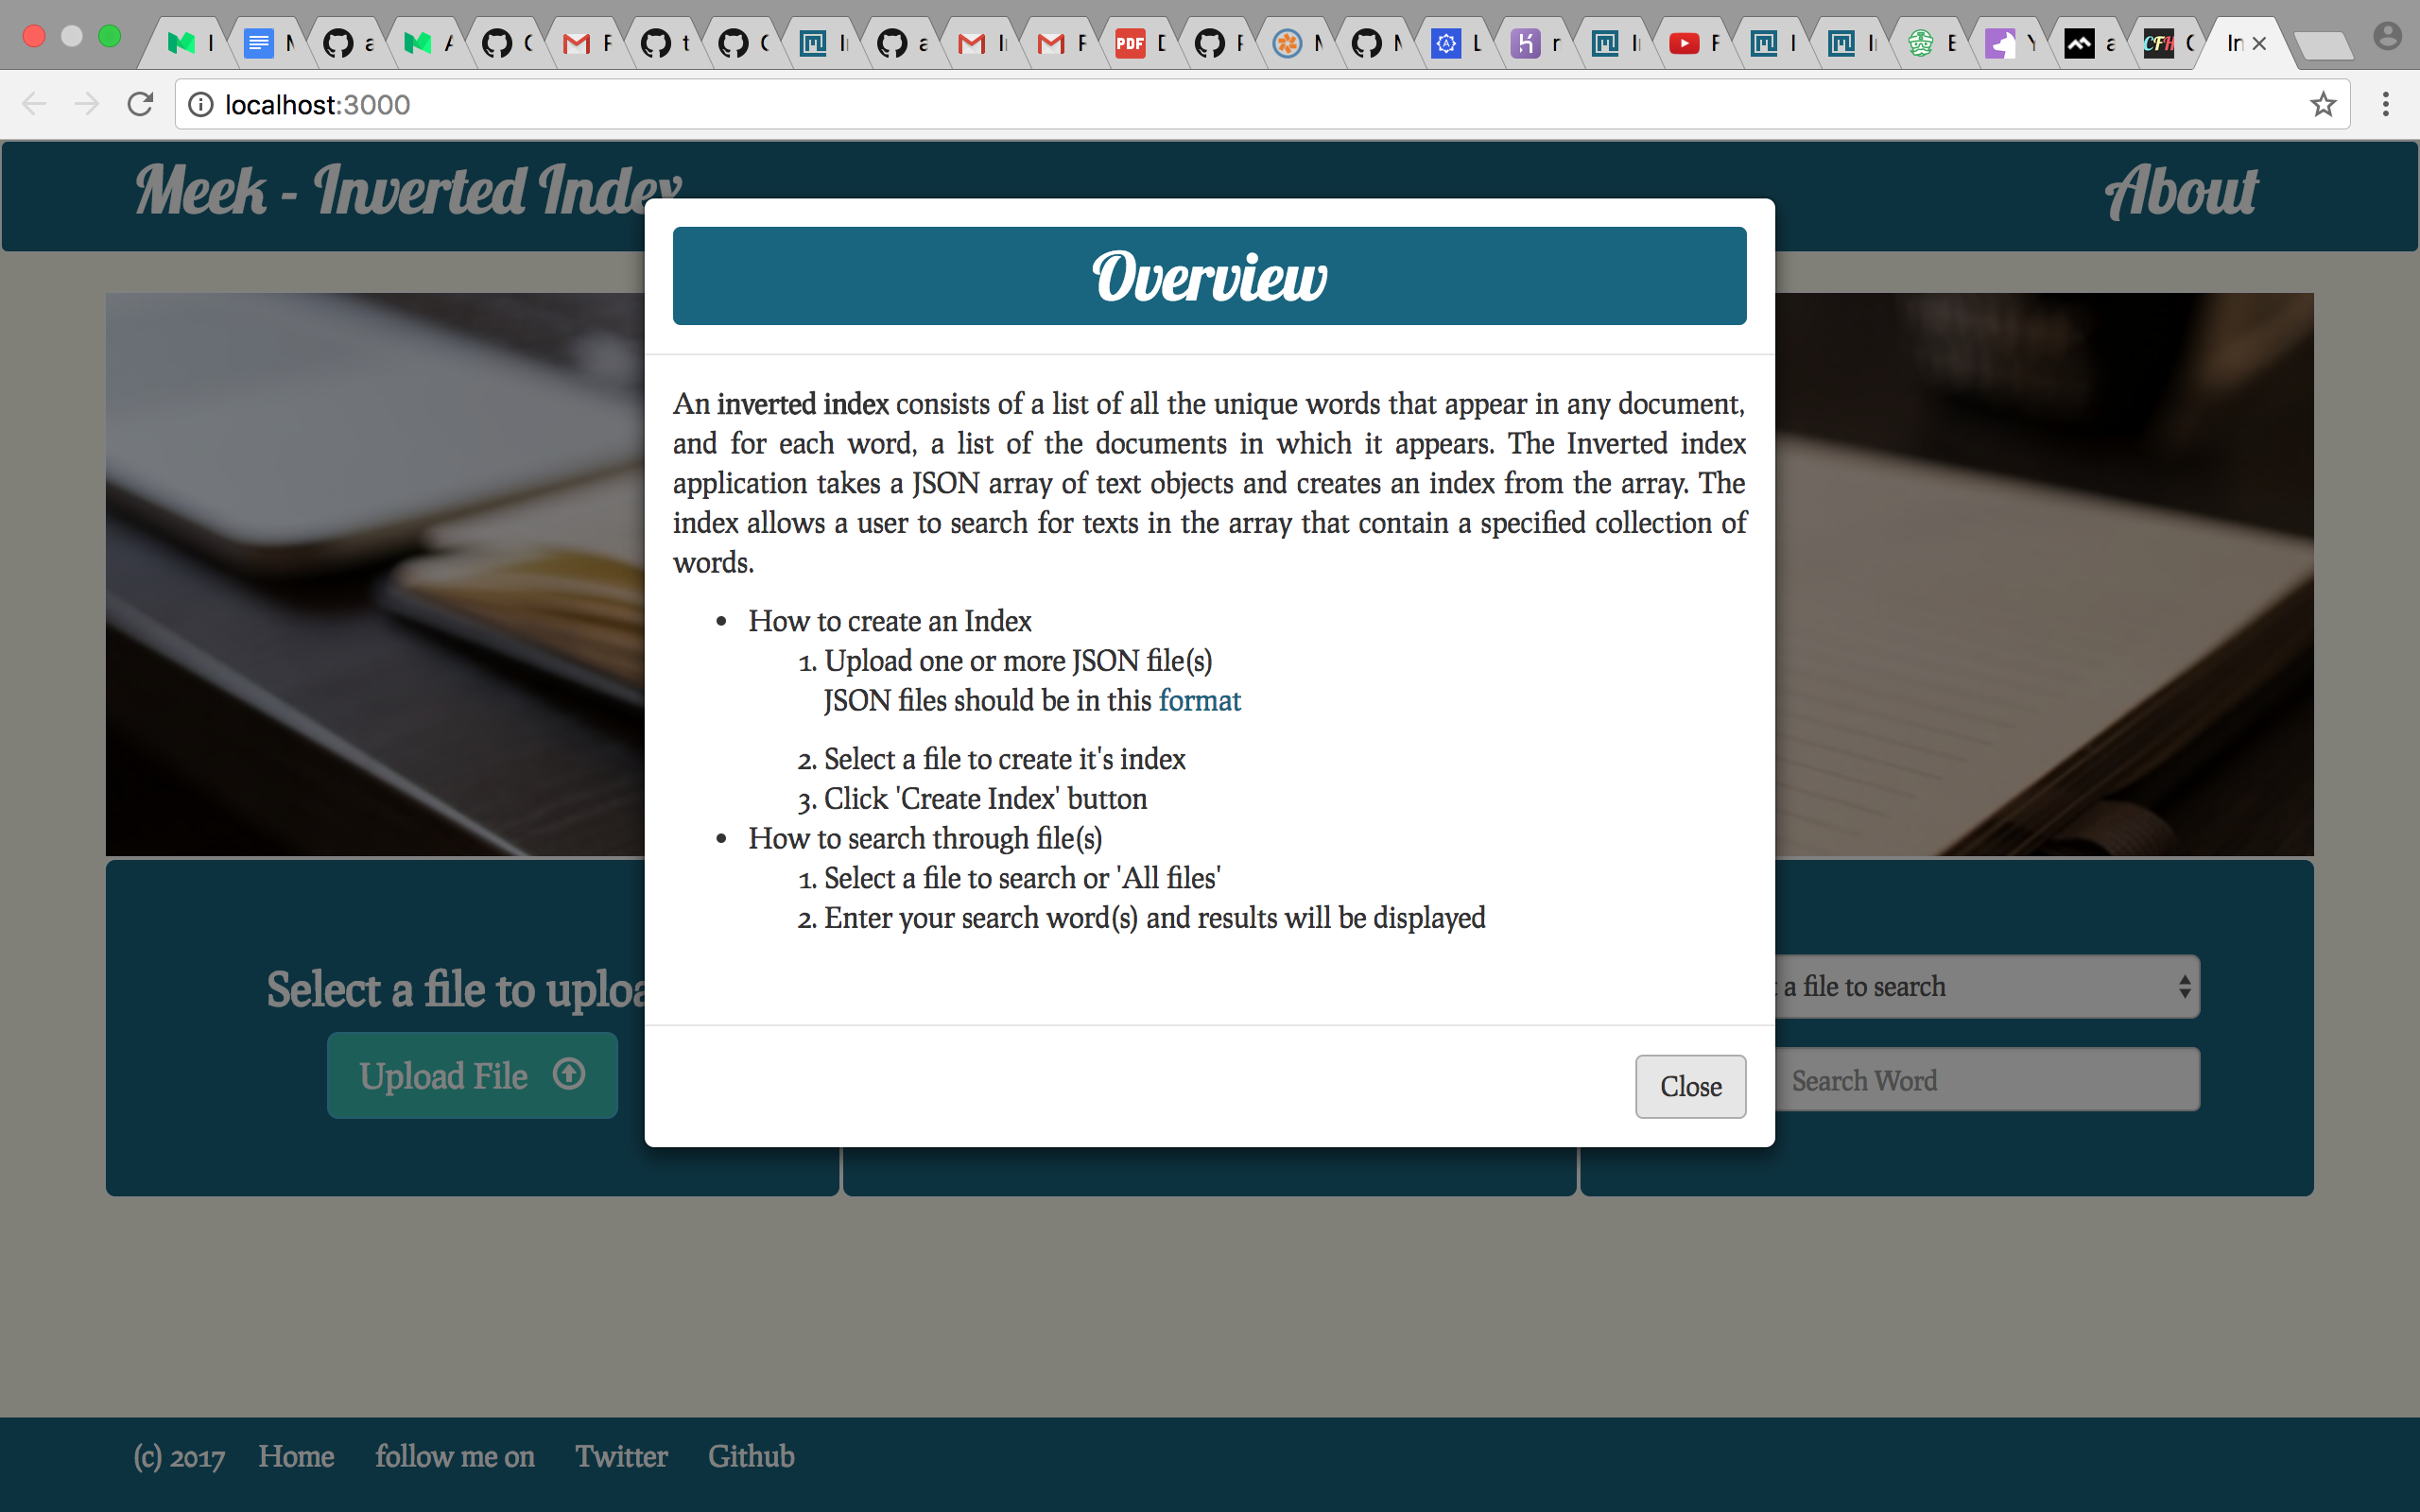 localhost:3000
Meek - Inverted Index
About
Overview
An inverted index consists of a list of all the unique words that appear in any document,
and for each word, a list of the documents in which it appears. The Inverted index
application takes a JSON array of text objects and creates an index from the array. The
index allows a user to search for texts in the array that contain a specified collection of
words.
• How to create an Index
1. Upload one or more JSON file(s)
JSON files should be in this format
2. Select a file to create it's index
3. Click 'Create Index' button
• How to search through file(s)
1. Select a file to search or 'All files'
2. Enter your search word(s) and results will be displayed
Close
Select a file to uploa
Upload File
a file to search
Search Word
(c) 2017 Home follow me on Twitter Github
PDF
CFH
In